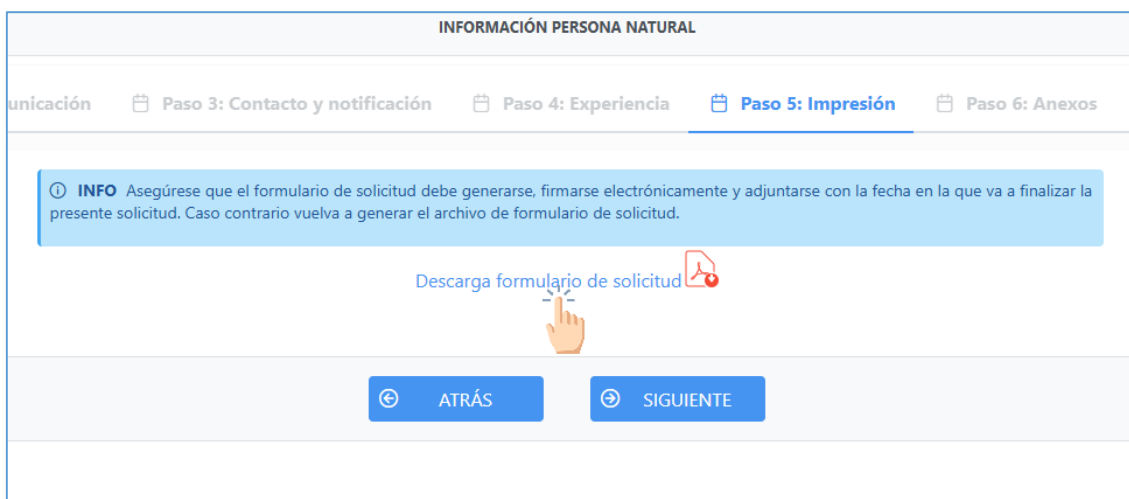 INFORMACIÓN PERSONA NATURAL
unicación Paso 3: Contacto y notificación Paso 4: Experiencia Paso 5: Impresión Paso 6: Anexos
INFO Asegúrese que el formulario de solicitud debe generarse, firmarse electrónicamente y adjuntarse con la fecha en la que va a finalizar la
presente solicitud. Caso contrario vuelva a generar el archivo de formulario de solicitud.
Descarga formulario de solicitud
ATRÁS SIGUIENTE